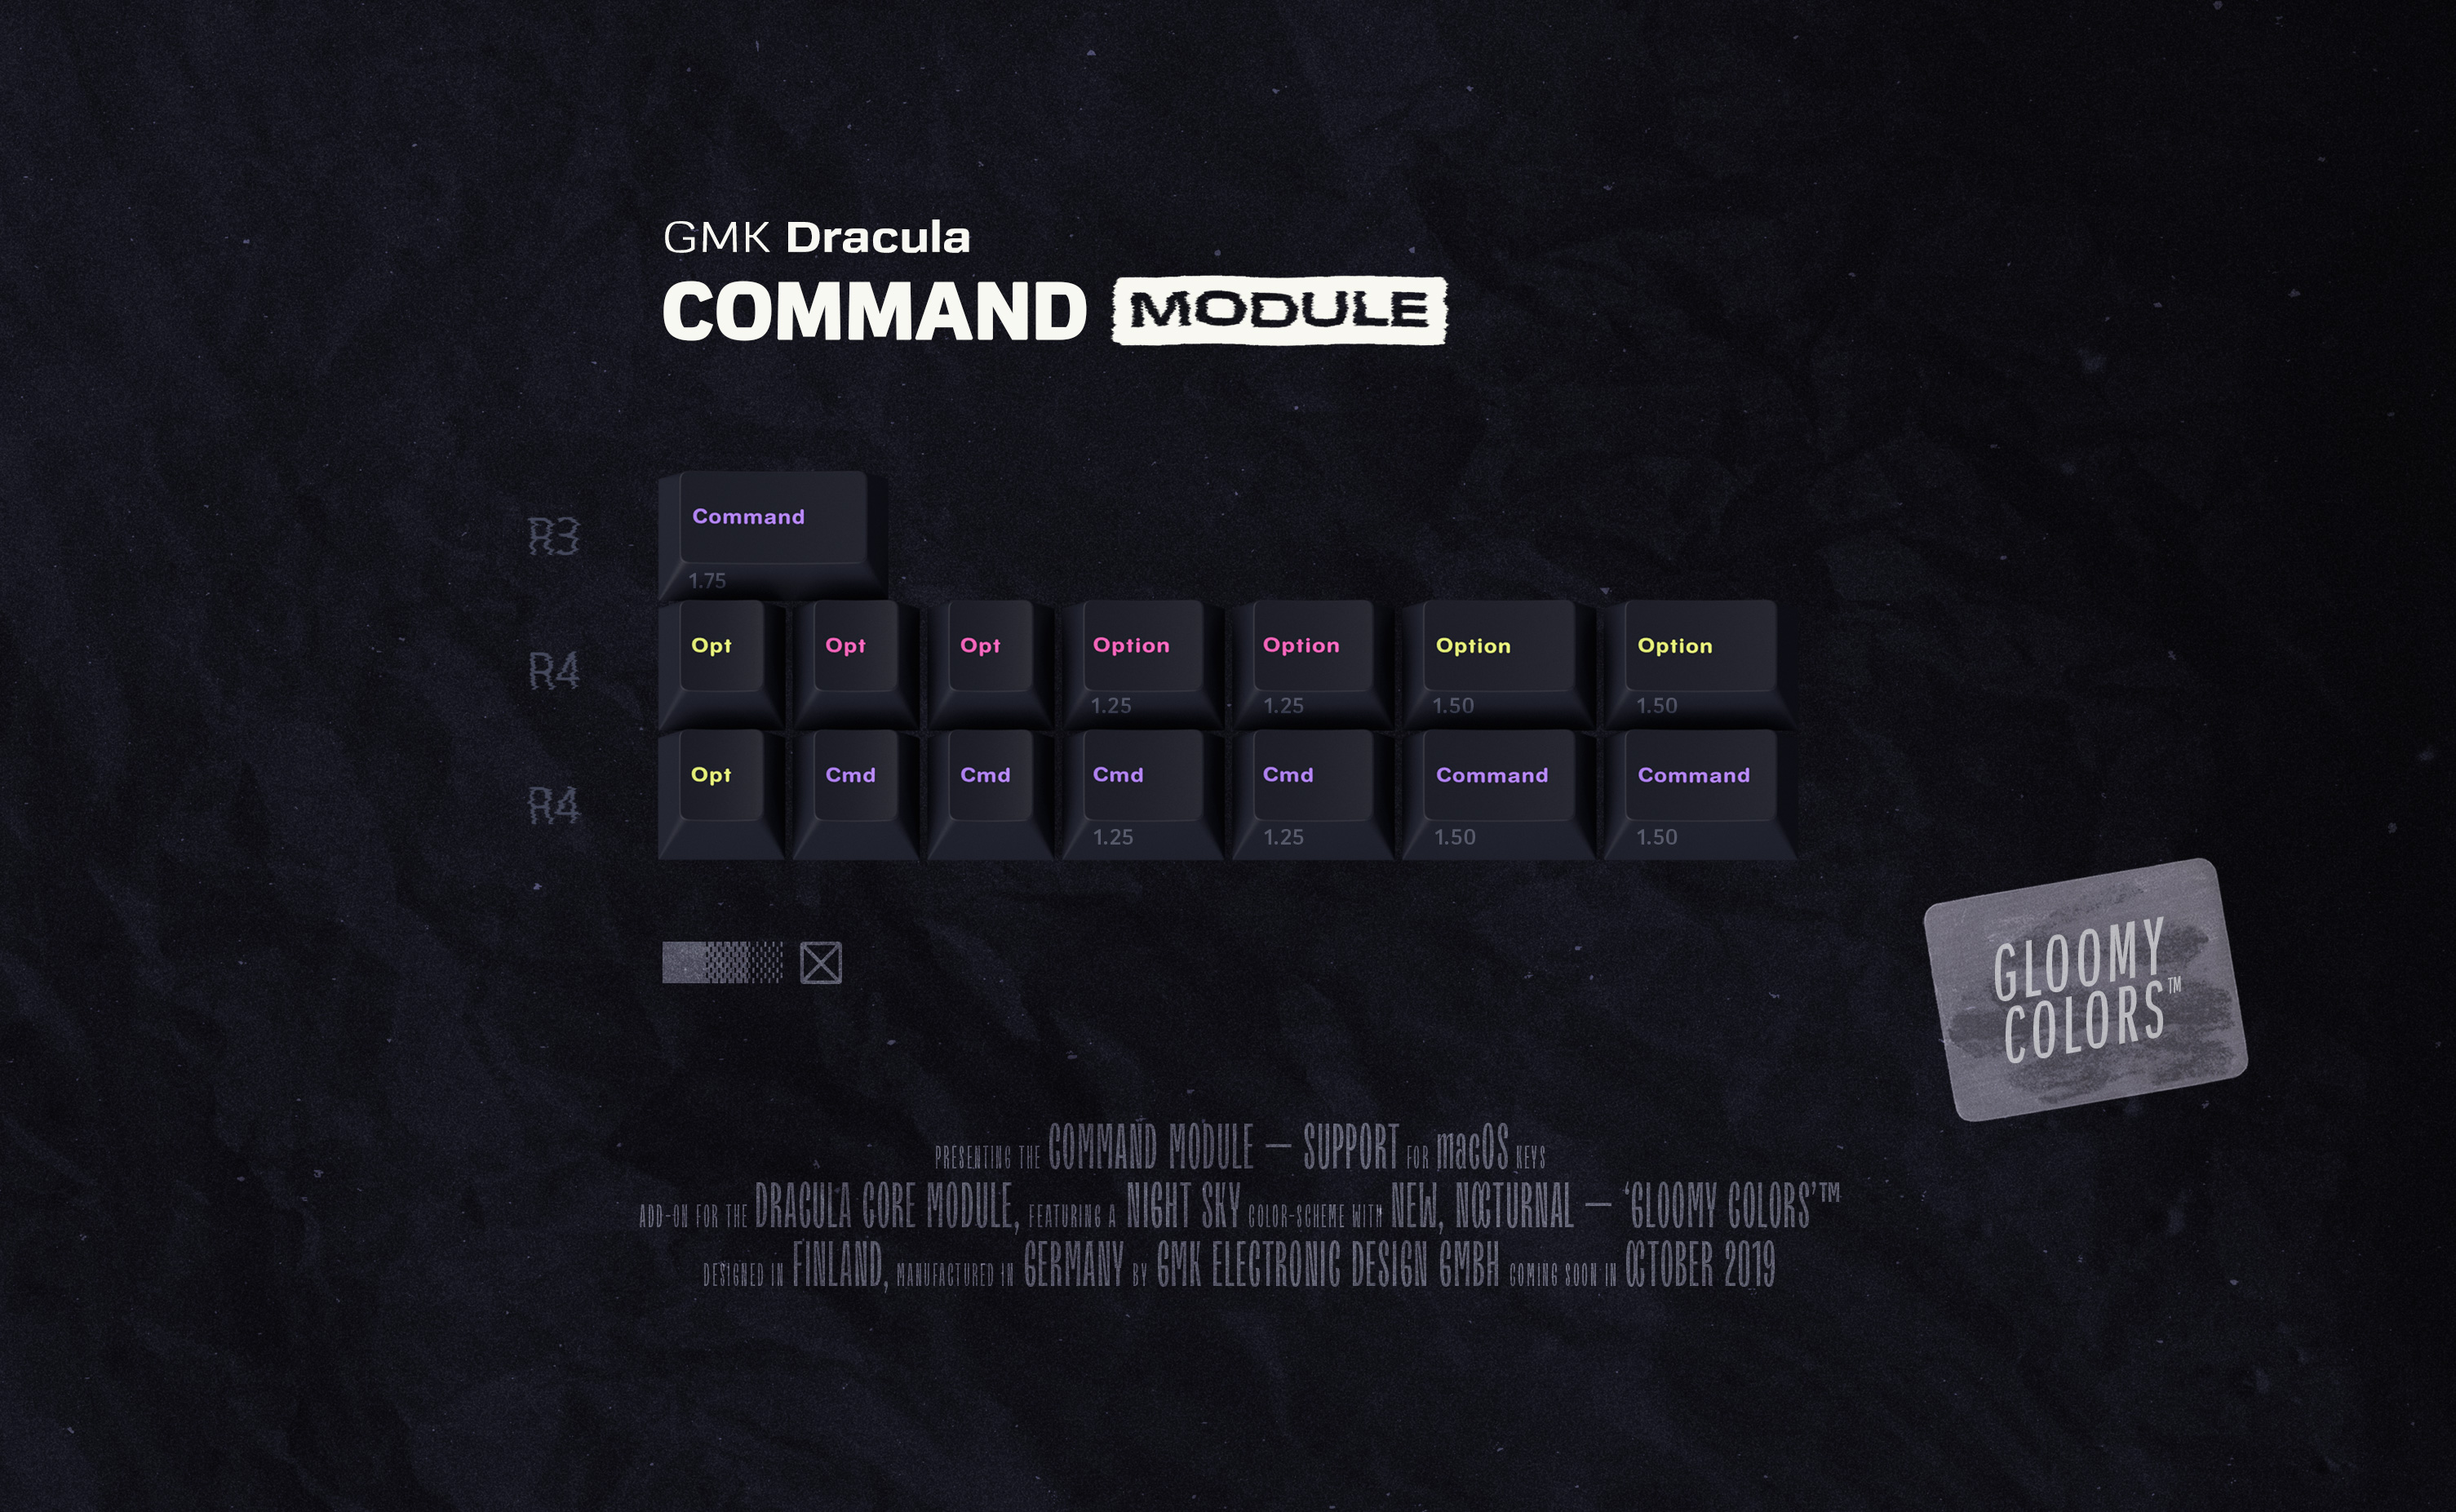 GMK Dracula
COMMAND MODULE
R3
Command
1.75
R4
Opt Opt Opt Option Option Option Option
1.25 1.25 1.50 1.50
R4
Opt Cmd Cmd Cmd Cmd Command Command
1.25 1.25 1.50 1.50
GLOOMY
COLORS™
PRESENTING THE COMMAND MODULE — SUPPORT FOR macOS KEYS
ADD-ON FOR THE DRACULA CORE MODULE, FEATURING A NIGHT SKY COLOR-SCHEME WITH NEW, NOCTURNAL — ‘GLOOMY COLORS’™
DESIGNED IN FINLAND, MANUFACTURED IN GERMANY BY GMK ELECTRONIC DESIGN GMBH COMING SOON IN OCTOBER 2019